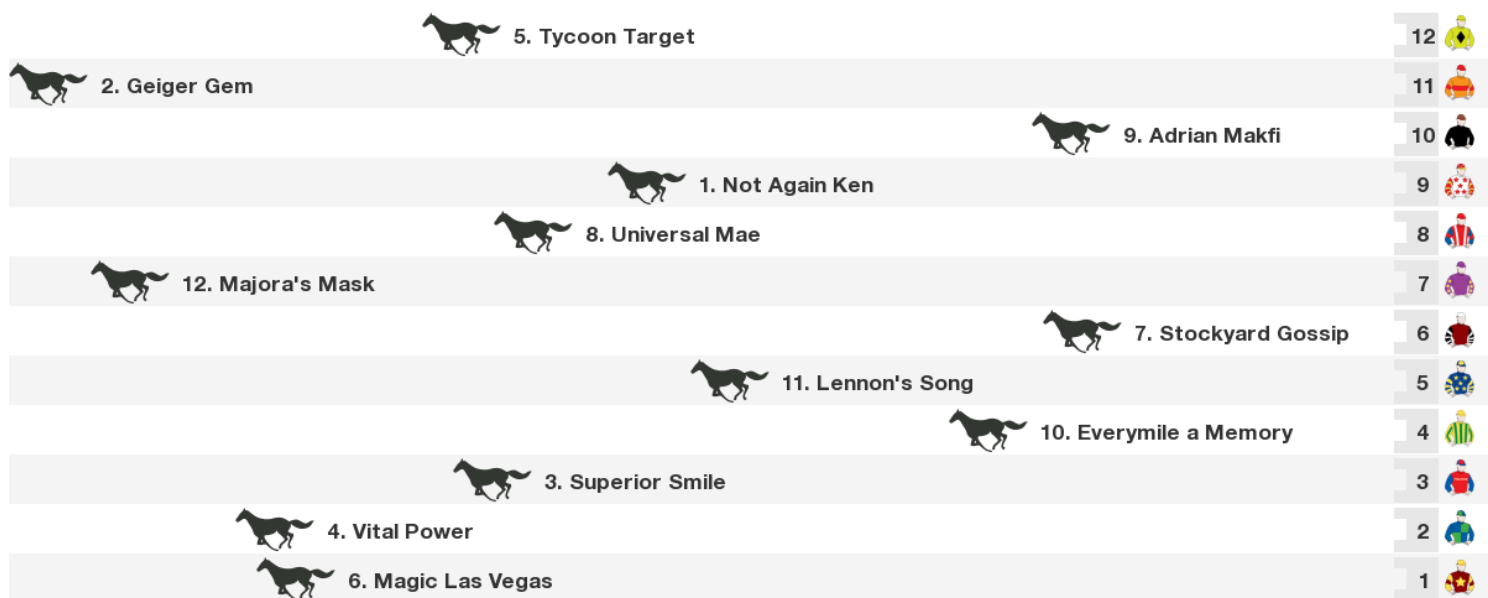 5. Tycoon Target 12
2. Geiger Gem 11
9. Adrian Makfi 10
1. Not Again Ken 9
8. Universal Mae 8
12. Majora's Mask 7
7. Stockyard Gossip 6
11. Lennon's Song 5
10. Everymile a Memory 4
3. Superior Smile 3
4. Vital Power 2
6. Magic Las Vegas 1